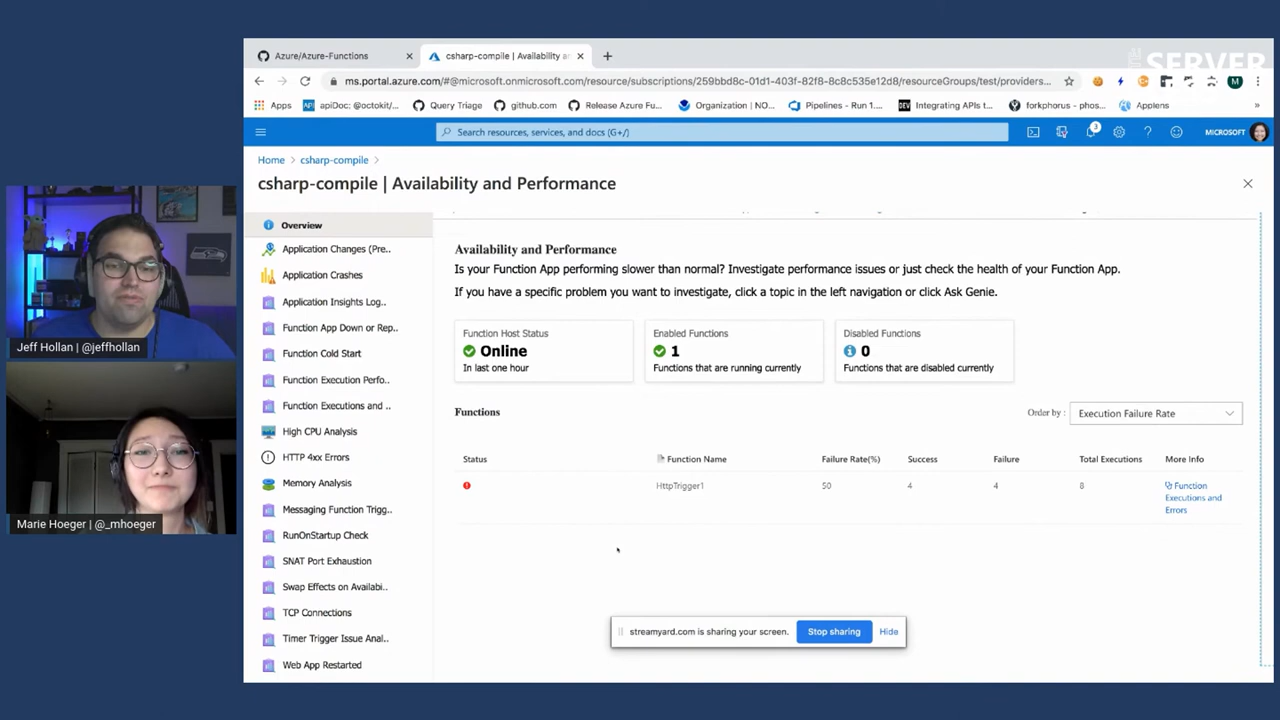 SERVER
Azure/Azure-Functions
csharp-compile | Availability an
ms.portal.azure.com/#@microsoft.onmicrosoft.com/resource/subscriptions/259bbd8c-01d1-403f-82f8-8c8c535e12d8/resourceGroups/test/providers...
M
Apps
API
apiDoc: @octokit/...
Query Triage
github.com
Release Azure Fu...
Organization | NO...
Pipelines - Run 1....
DEV
Integrating APIs t...
forkphorus - phos...
Applens
»
Search resources, services, and docs (G+/)
3
MICROSOFT
Home > csharp-compile >
csharp-compile | Availability and Performance
Overview
Application Changes (Pre..
Application Crashes
Application Insights Log..
Function App Down or Rep..
Function Cold Start
Function Execution Perfo..
Function Executions and ..
High CPU Analysis
HTTP 4xx Errors
Memory Analysis
Messaging Function Trigg..
RunOnStartup Check
SNAT Port Exhaustion
Swap Effects on Availabi..
TCP Connections
Timer Trigger Issue Anal..
Web App Restarted
Availability and Performance
Is your Function App performing slower than normal? Investigate performance issues or just check the health of your Function App.
If you have a specific problem you want to investigate, click a topic in the left navigation or click Ask Genie.
Function Host Status
Online
In last one hour
Enabled Functions
1
Functions that are running currently
Disabled Functions
0
Functions that are disabled currently
Functions
Order by :
Execution Failure Rate
Status
Function Name
Failure Rate(%)
Success
Failure
Total Executions
More Info
HttpTrigger1
50
4
4
8
Function
Executions and
Errors
streamyard.com is sharing your screen.
Stop sharing
Hide
Jeff Hollan | @jeffhollan
Marie Hoeger | @_mhoeger